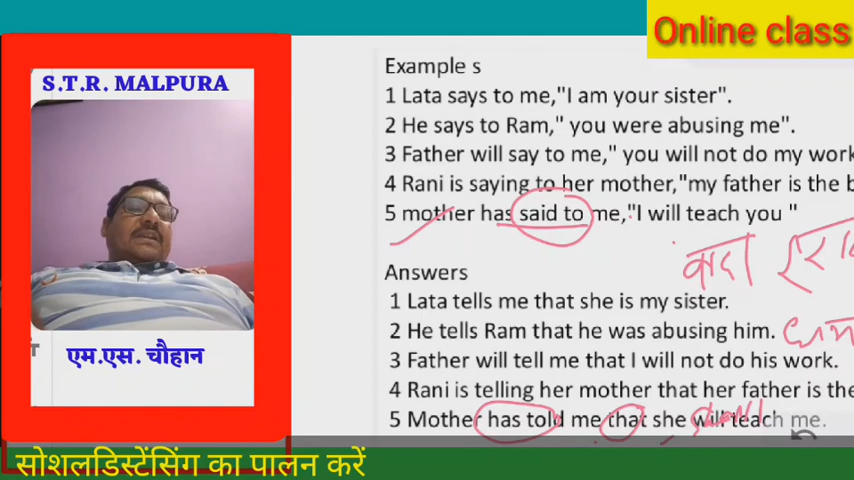 Online class
S.T.R. MALPURA
एम.एस. चौहान
Example s
1 Lata says to me,"I am your sister".
2 He says to Ram," you were abusing me".
3 Father will say to me," you will not do my work
4 Rani is saying to her mother,"my father is the b
5 mother has said to me,"I will teach you "
वादा
Answers
1 Lata tells me that she is my sister.
2 He tells Ram that he was abusing him.
3 Father will tell me that I will not do his work.
4 Rani is telling her mother that her father is the
5 Mother has told me that she will teach me.
सोशलडिस्टेंसिंग का पालन करें